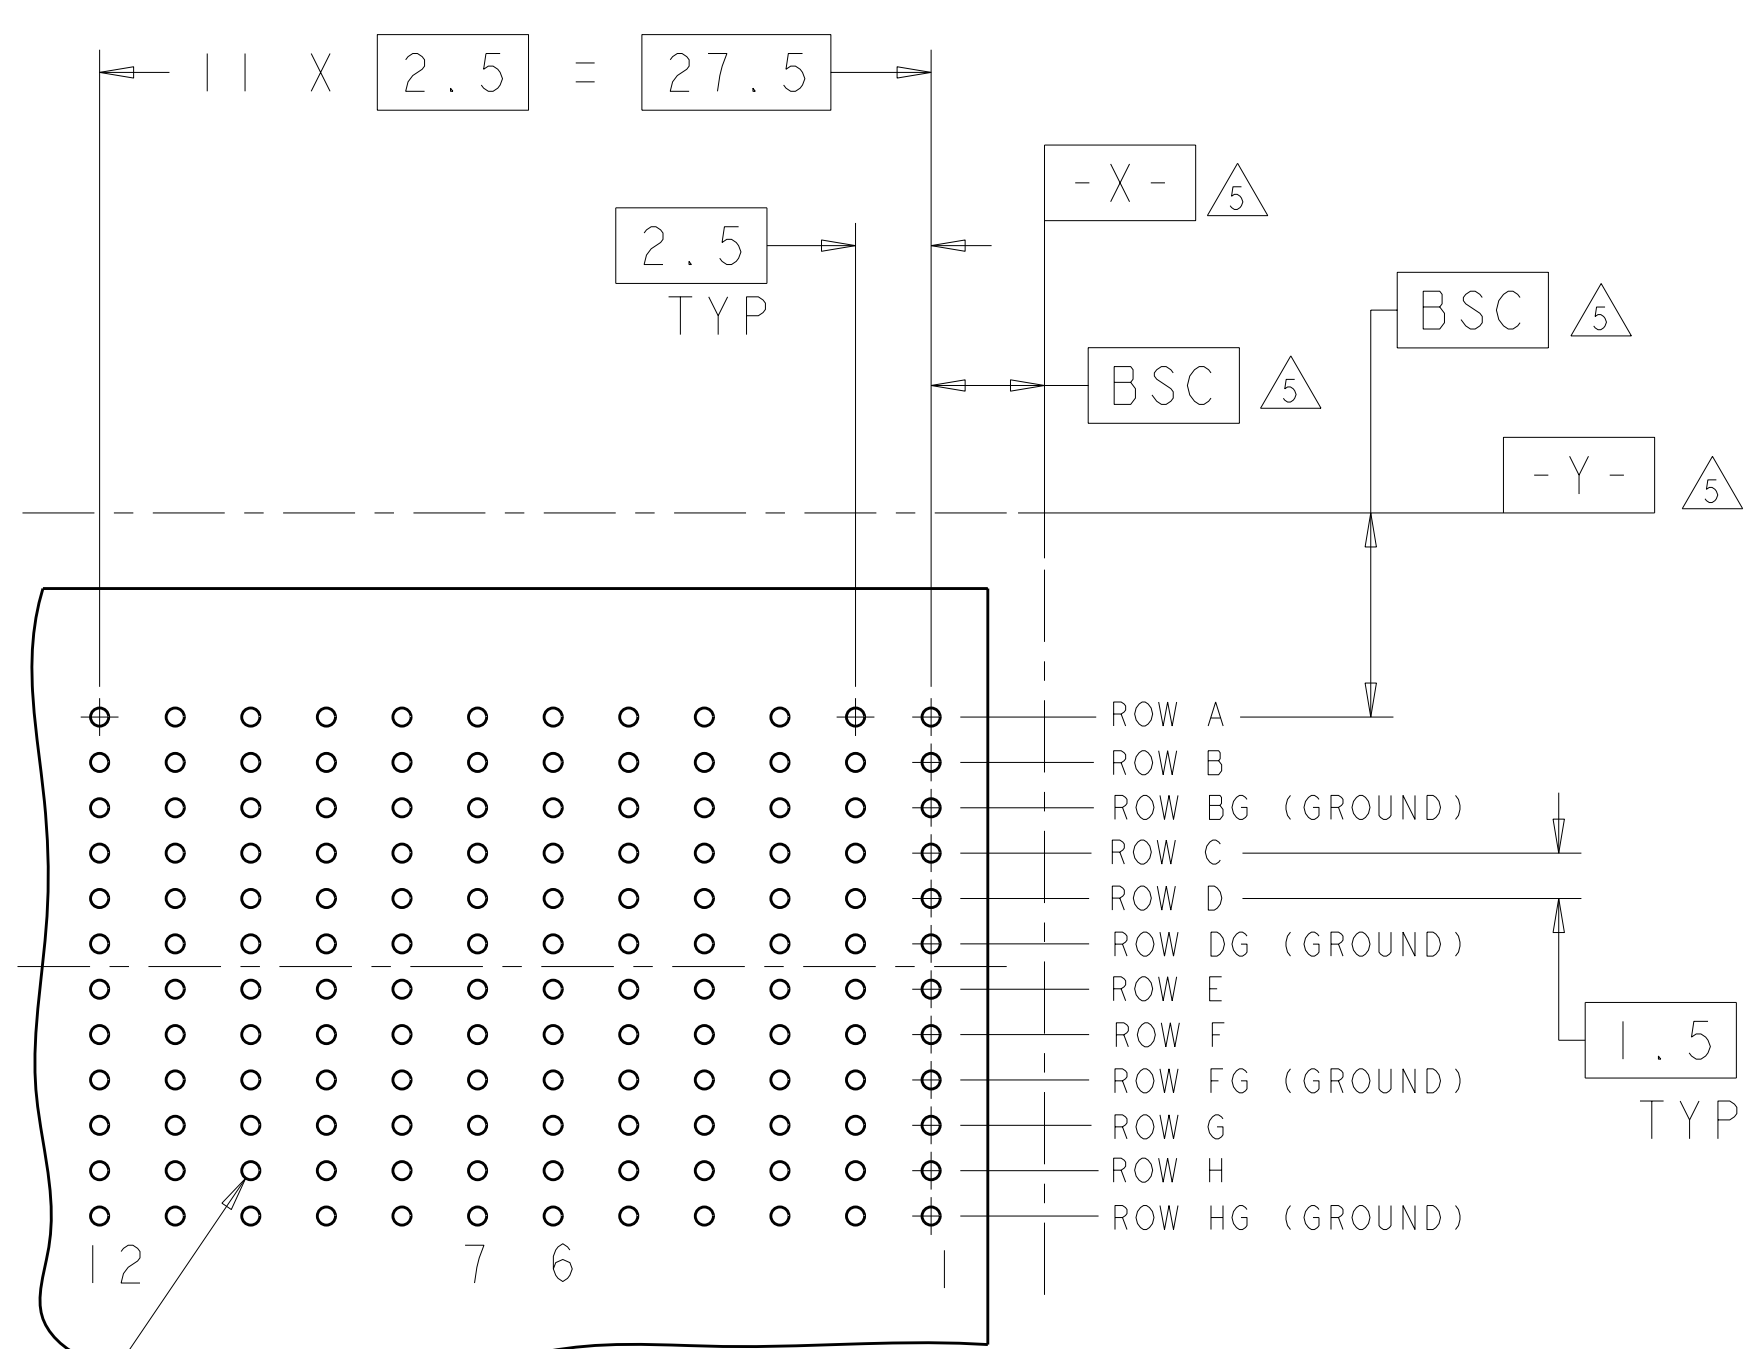 11 X 2.5 = 27.5
-X- 5
2.5
TYP
BSC 5
BSC 5
-Y- 5
ROW A
ROW B
ROW BG (GROUND)
ROW C
ROW D
ROW DG (GROUND)
ROW E
ROW F
ROW FG (GROUND)
1.5
TYP
ROW G
ROW H
ROW HG (GROUND)
12 7 6 1